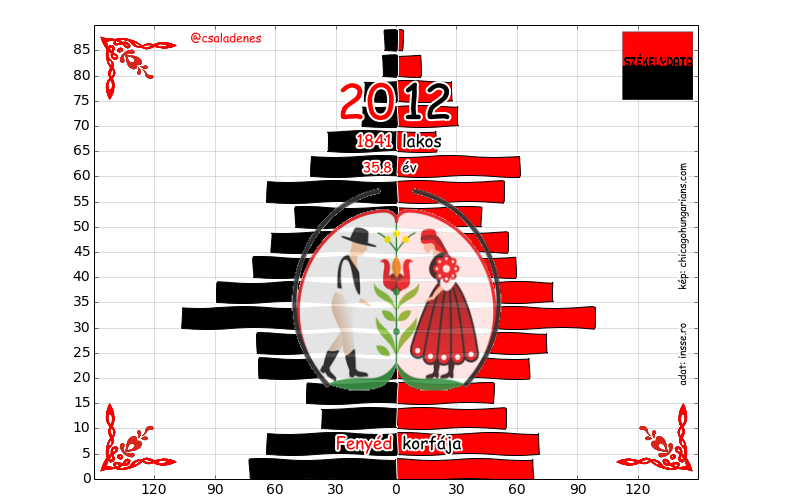 @csaladenes
SZÉKELYDATA
2012
1841 lakos
35.8 év
kép: chicagohungarians.com
adat: insse.ro
Fenyéd korfája
85
80
75
70
65
60
55
50
45
40
35
30
25
20
15
10
5
0
120 90 60 30 0 30 60 90 120